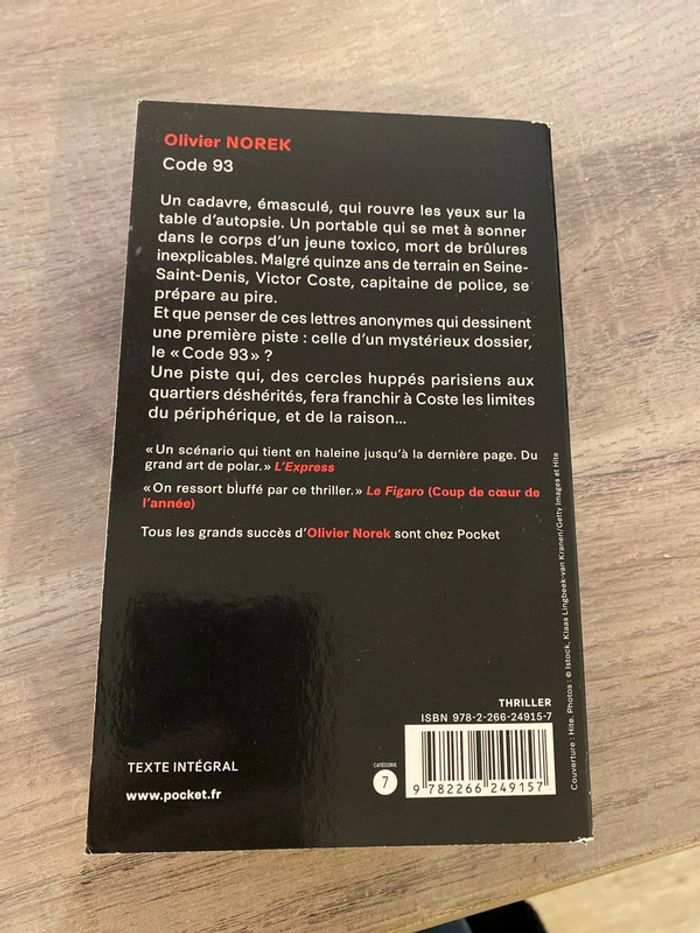 Olivier NOREK
Code 93
Un cadavre, émasculé, qui rouvre les yeux sur la
table d'autopsie. Un portable qui se met à sonner
dans le corps d'un jeune toxico, mort de brûlures
inexplicables. Malgré quinze ans de terrain en Seine-
Saint-Denis, Victor Coste, capitaine de police, se
prépare au pire.
Et que penser de ces lettres anonymes qui dessinent
une première piste : celle d'un mystérieux dossier,
le « Code 93 » ?
Une piste qui, des cercles huppés parisiens aux
quartiers déshérités, fera franchir à Coste les limites
du périphérique, et de la raison...
« Un scénario qui tient en haleine jusqu'à la dernière page. Du
grand art de polar. » L'Express
« On ressort bluffé par ce thriller. » Le Figaro (Coup de cœur de
l'année)
Tous les grands succès d'Olivier Norek sont chez Pocket
THRILLER
ISBN 978-2-266-24915-7
TEXTE INTÉGRAL
www.pocket.fr
CATÉGORIE
7
9 782266 249157
Couverture : Hite. Photos : © Istock, Klaas Lingbeek-van Kranen/Getty Images et Hite